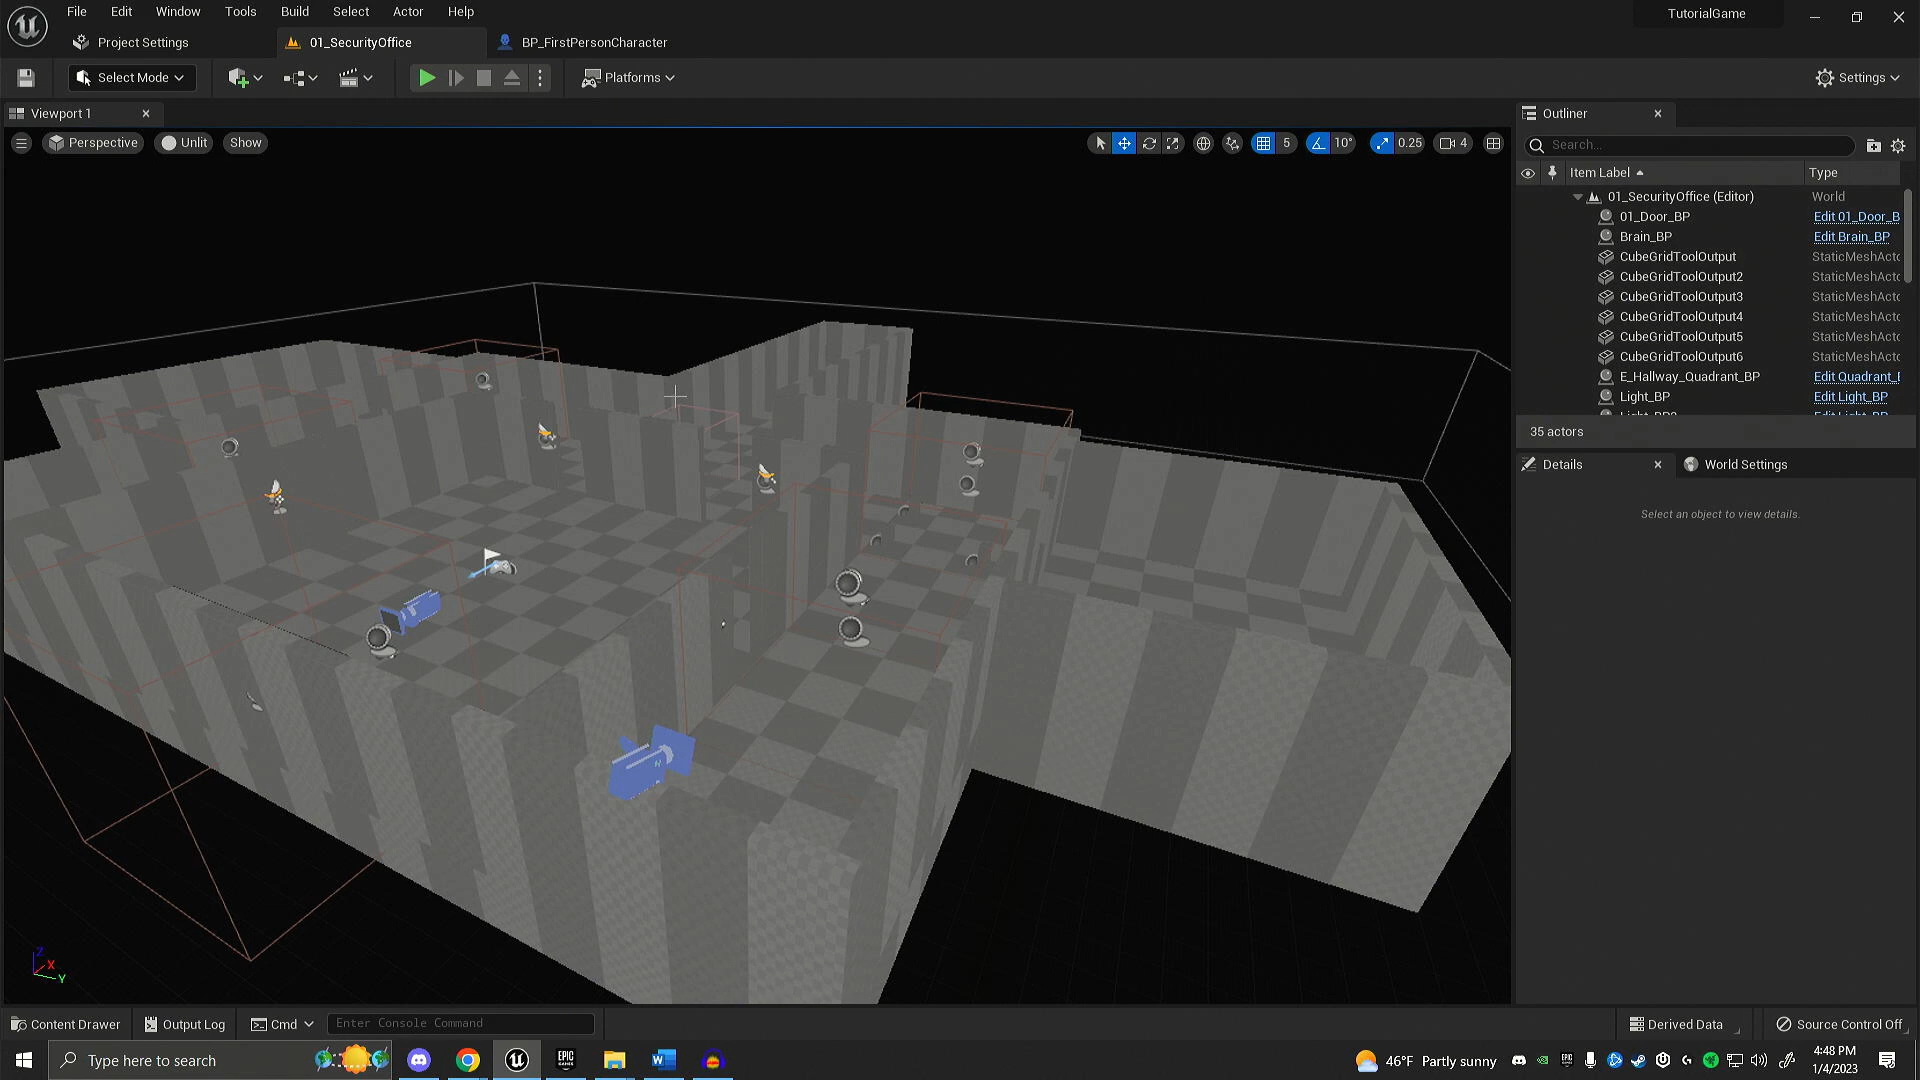 File Edit Window Tools Build Select Actor Help
TutorialGame
Project Settings
01_SecurityOffice
BP_FirstPersonCharacter
Select Mode
Platforms
Settings
Viewport 1
Perspective
Unlit
Show
5
10°
0.25
4
Outliner
Search...
Item Label
Type
01_SecurityOffice (Editor) World
01_Door_BP Edit 01_Door_B
Brain_BP Edit Brain_BP
CubeGridToolOutput StaticMeshActo
CubeGridToolOutput2 StaticMeshActo
CubeGridToolOutput3 StaticMeshActo
CubeGridToolOutput4 StaticMeshActo
CubeGridToolOutput5 StaticMeshActo
CubeGridToolOutput6 StaticMeshActo
E_Hallway_Quadrant_BP Edit Quadrant_
Light_BP Edit Light_BP
35 actors
Details
World Settings
Select an object to view details.
Z
X
Y
Content Drawer
Output Log
Cmd
Enter Console Command
Derived Data
Source Control Off
Type here to search
EPIC GAMES
46°F Partly sunny
4:48 PM
1/4/2023